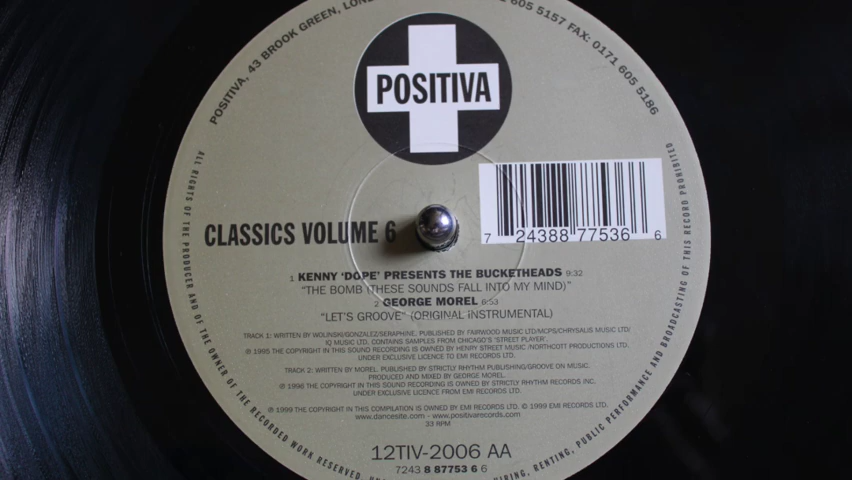 POSITIVA, 43 BROOK GREEN,
605 5157 FAX: 0171 605 5186
POSITIVA
ALL RIGHTS OF THE PRODUCER AND OF THE OWNER OF THE RECORDED WORK RESERVED
HIRING, RENTING, PUBLIC PERFORMANCE AND BROADCASTING OF THIS RECORD PROHIBITED
7 24388 77536 6
CLASSICS VOLUME 6
1 KENNY 'DOPE' PRESENTS THE BUCKETHEADS 9:32
"THE BOMB (THESE SOUNDS FALL INTO MY MIND)"
2 GEORGE MOREL 6:53
"LET'S GROOVE" (ORIGINAL INSTRUMENTAL)
TRACK 1: WRITTEN BY WOLINSKI/GONZALEZ/SERAPHINE. PUBLISHED BY FAIRWOOD MUSIC LTD/MCPS/CHRYSALIS MUSIC LTD/
IQ MUSIC LTD. CONTAINS SAMPLES FROM CHICAGO'S 'STREET PLAYER'.
℗ 1995 THE COPYRIGHT IN THIS SOUND RECORDING IS OWNED BY HENRY STREET MUSIC /NORTHCOTT PRODUCTIONS LTD.
UNDER EXCLUSIVE LICENCE TO EMI RECORDS LTD.
TRACK 2: WRITTEN BY MOREL. PUBLISHED BY STRICTLY RHYTHM PUBLISHING/GROOVE ON MUSIC.
PRODUCED AND MIXED BY GEORGE MOREL.
℗ 1996 THE COPYRIGHT IN THIS SOUND RECORDING IS OWNED BY STRICTLY RHYTHM RECORDS INC.
UNDER EXCLUSIVE LICENCE FROM EMI RECORDS LTD.
℗ 1999 THE COPYRIGHT IN THIS COMPILATION IS OWNED BY EMI RECORDS LTD. © 1999 EMI RECORDS LTD.
www.dancesite.com - www.positivarecords.com
33 RPM
12TIV-2006 AA
7243 8 87753 6 6